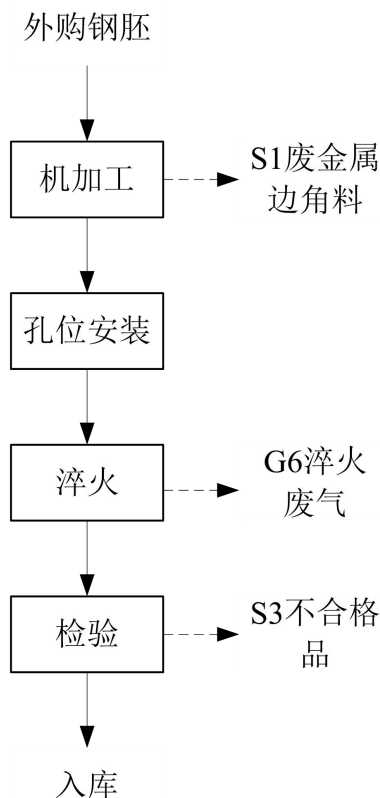 外购钢胚
机加工
S1废金属
边角料
孔位安装
淬火
G6淬火
废气
检验
S3不合格
品
入库